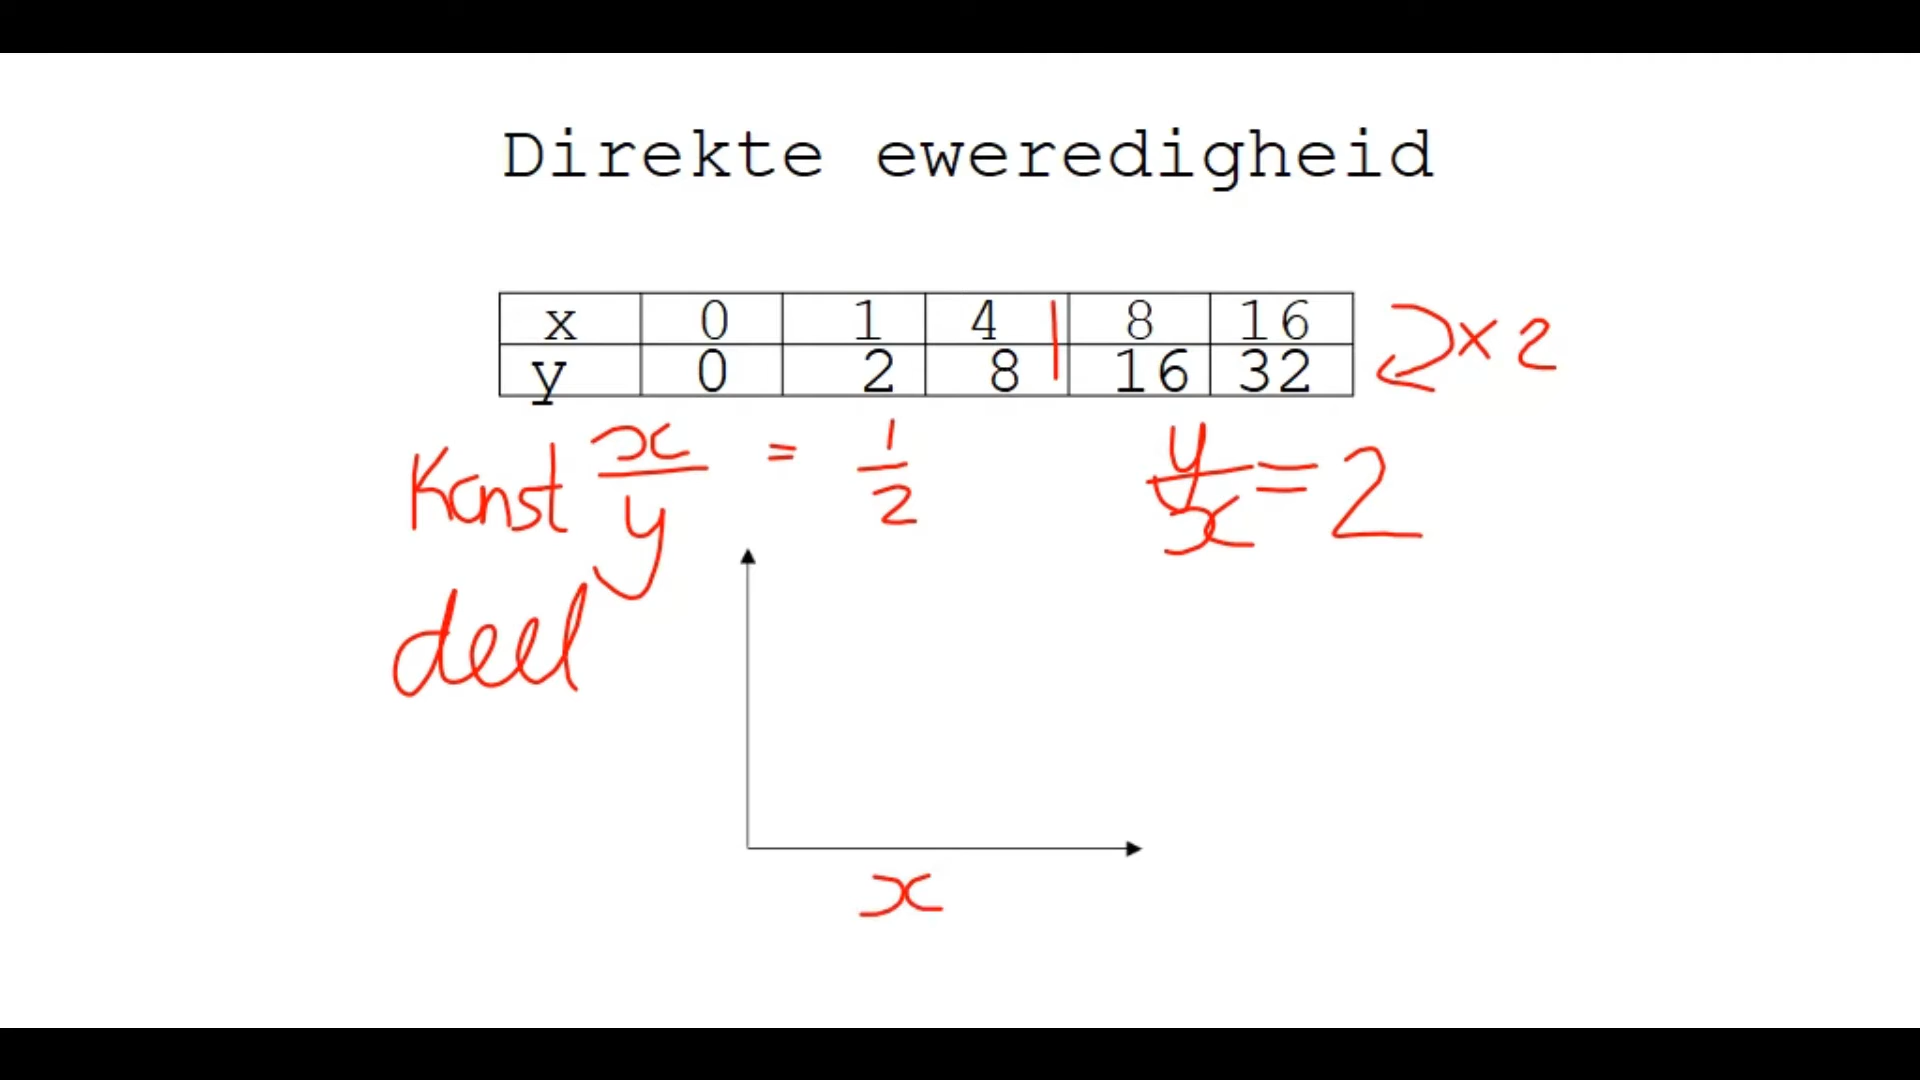 Direkte eweredigheid
x 0 1 4 | 8 16
y 0 2 8 16 32
× 2
Konst x/y = 1/2
y/x = 2
deel
x